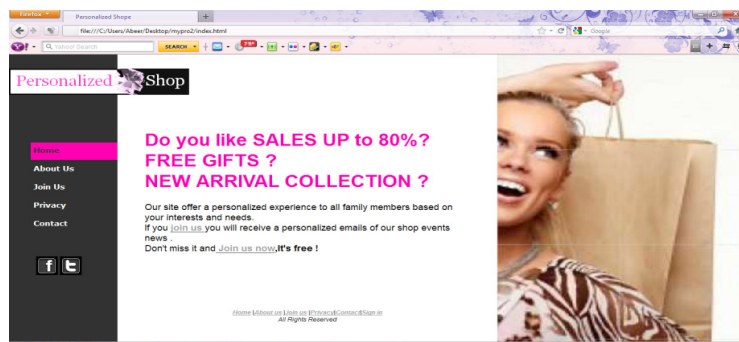 Firefox
Personalized Shope
+
file:///C:/Users/Abeer/Desktop/mypro2/index.html
Google
Y!
Yahoo! Search
SEARCH
Personalized Shop
Home
About Us
Join Us
Privacy
Contact
Do you like SALES UP to 80%?
FREE GIFTS ?
NEW ARRIVAL COLLECTION ?
Our site offer a personalized experience to all family members based on
your interests and needs.
If you join us you will receive a personalized emails of our shop events
news .
Don't miss it and Join us now,It's free !
f t
Home |About us |Join us |Privacy|Contact|Sign in
All Rights Reserved